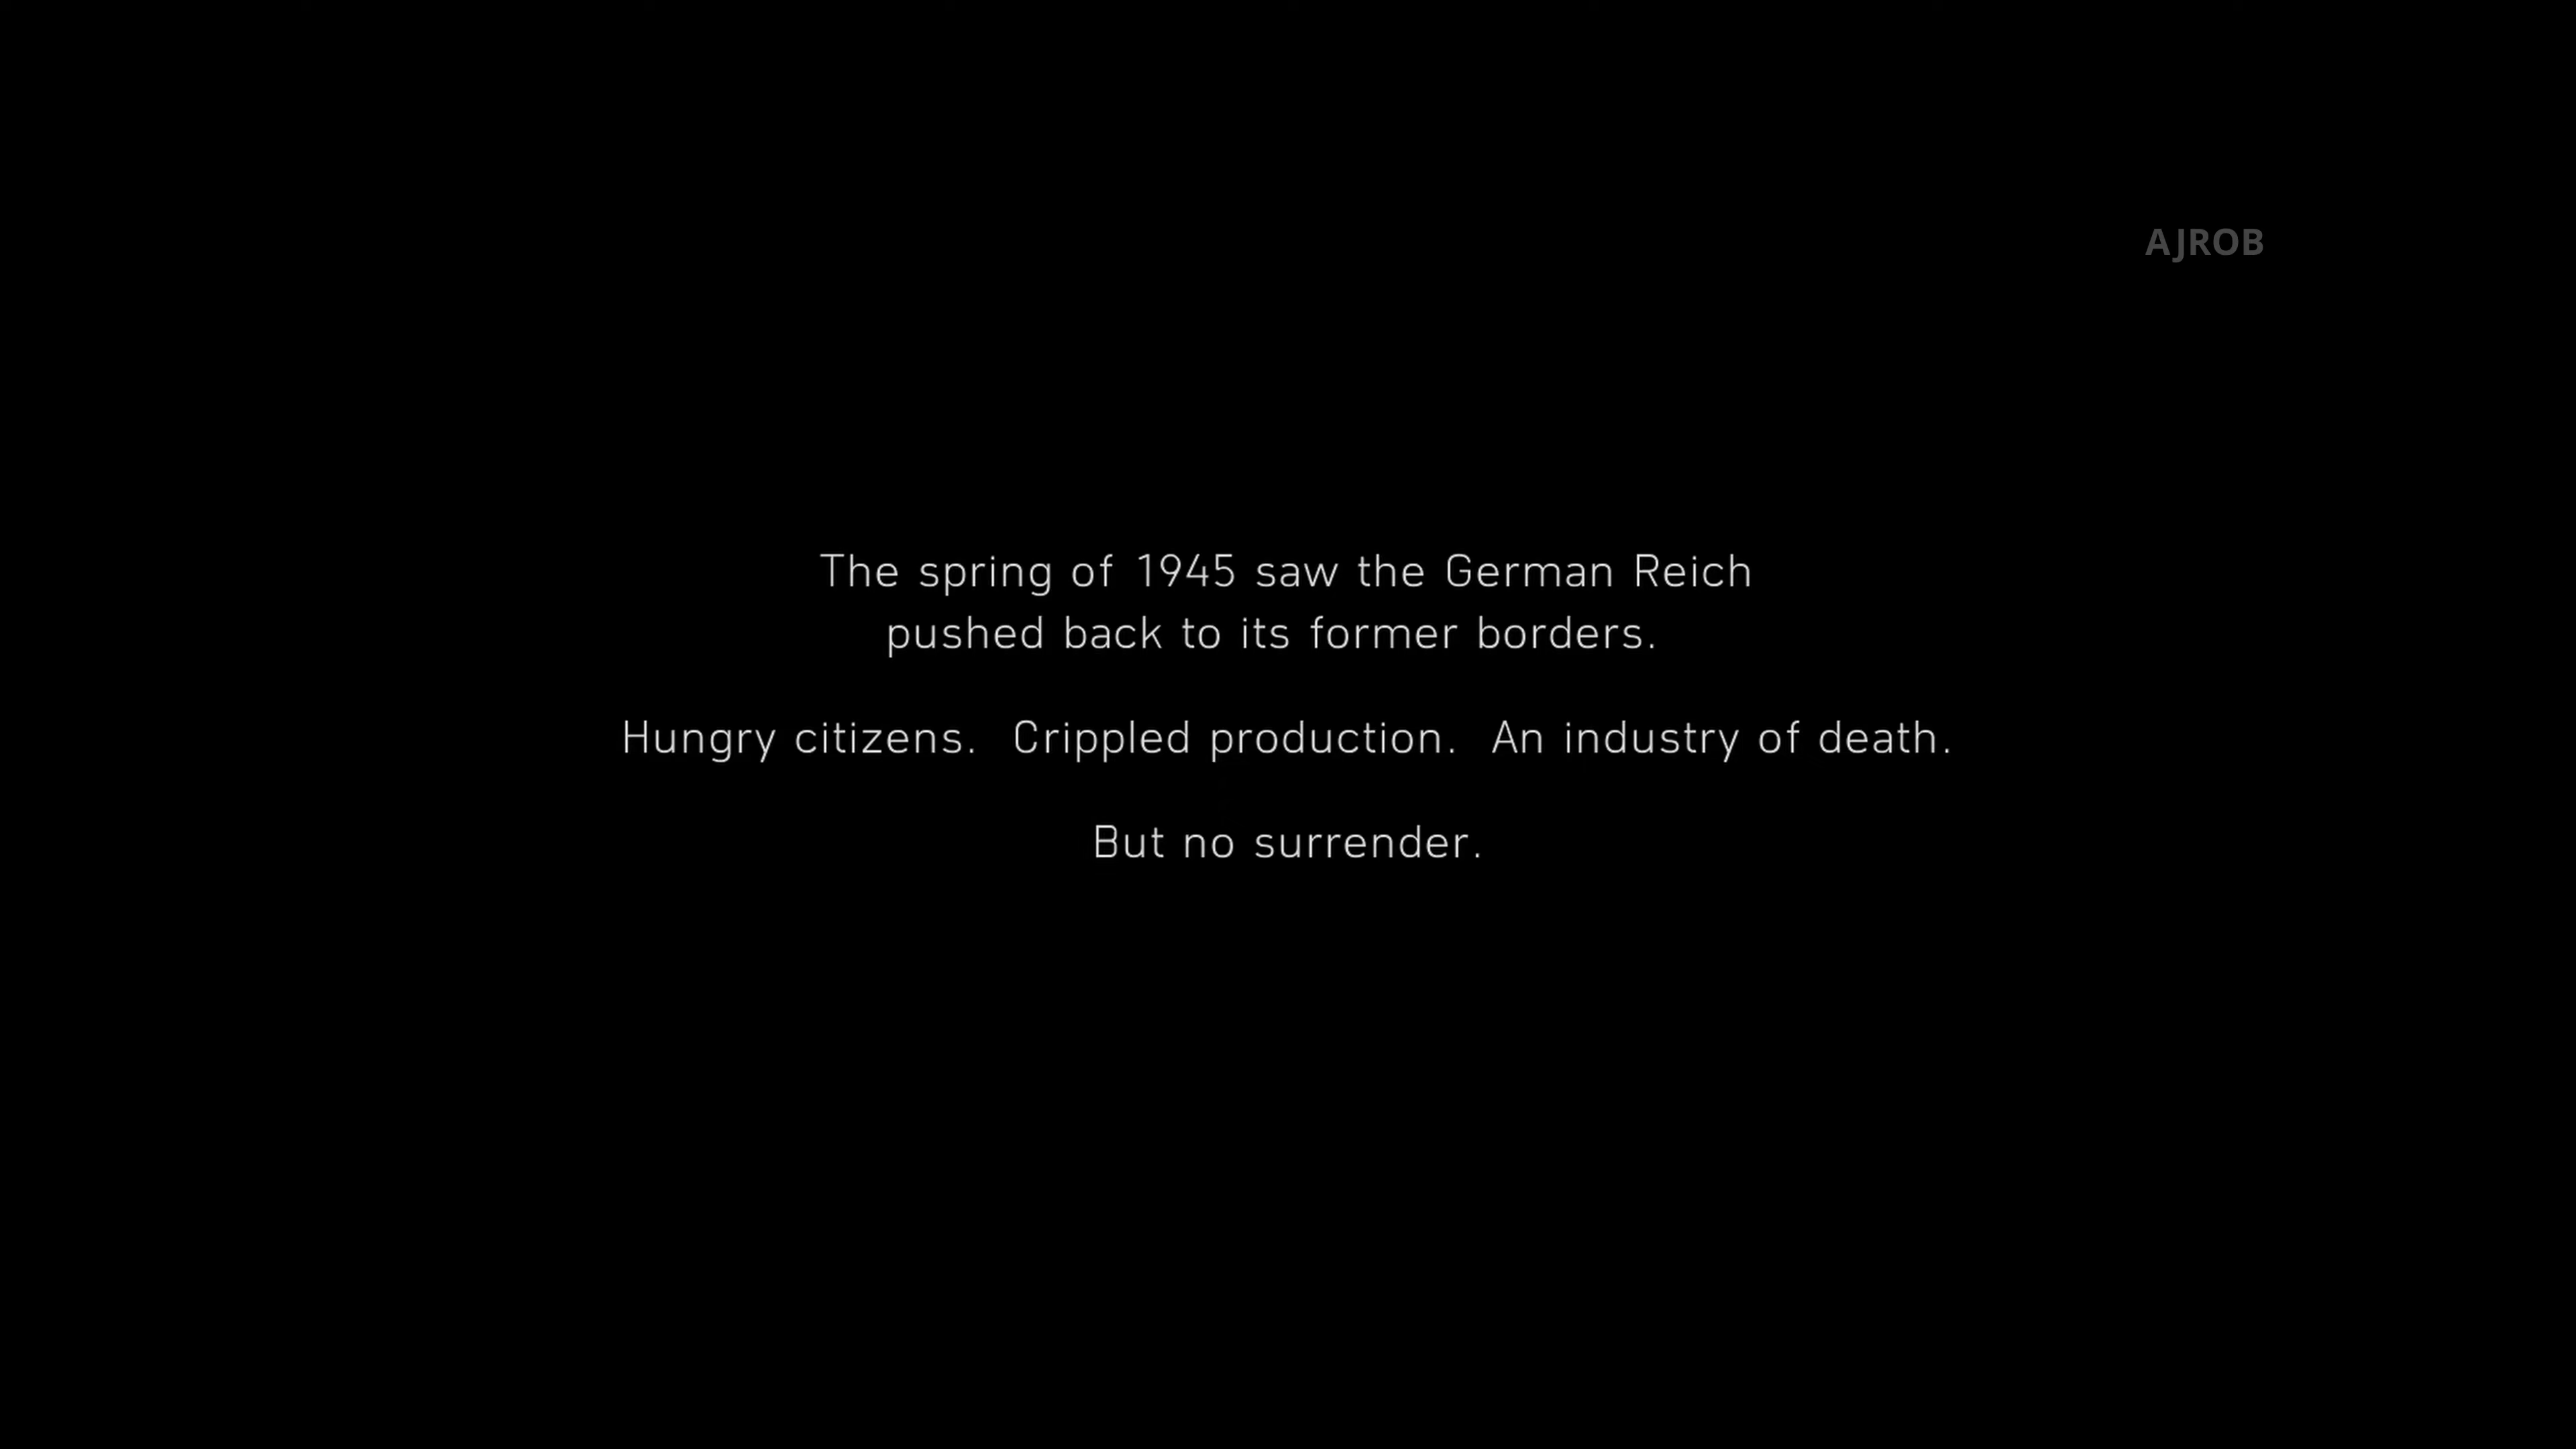 AJROB
The spring of 1945 saw the German Reich
pushed back to its former borders.
Hungry citizens.  Crippled production.  An industry of death.
But no surrender.